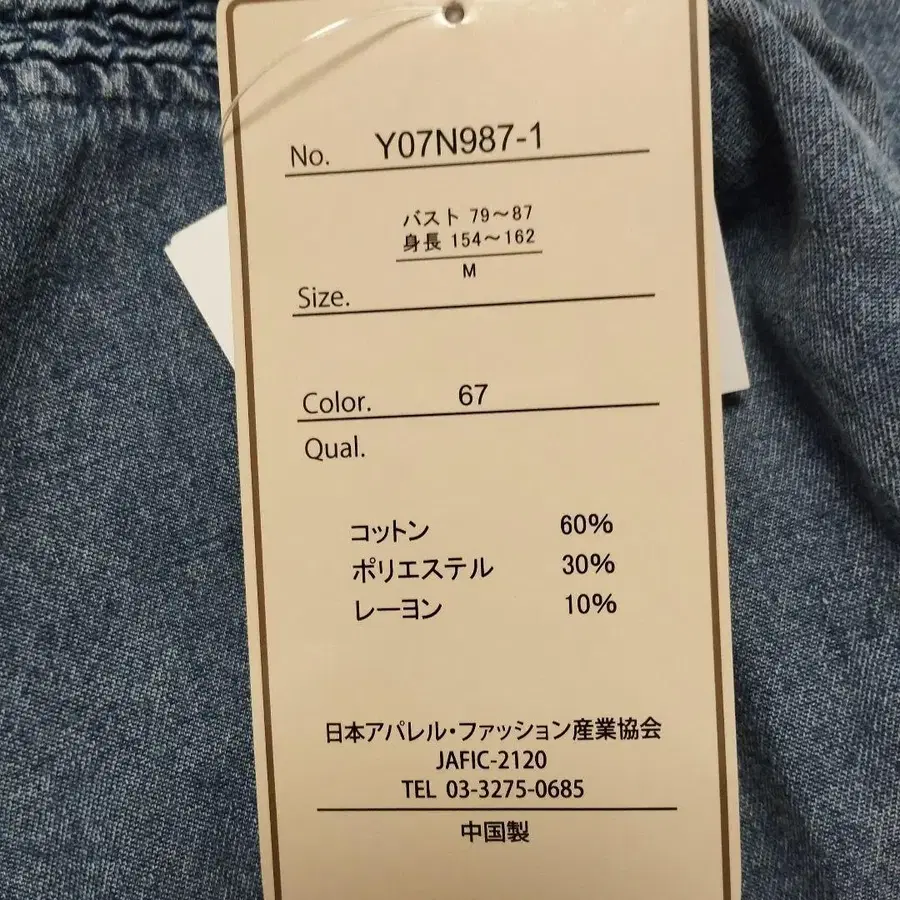 No. Y07N987-1
バスト 79～87
身長 154～162
M
Size.
Color. 67
Qual.
コットン 60%
ポリエステル 30%
レーヨン 10%
日本アパレル・ファッション産業協会
JAFIC-2120
TEL 03-3275-0685
中国製